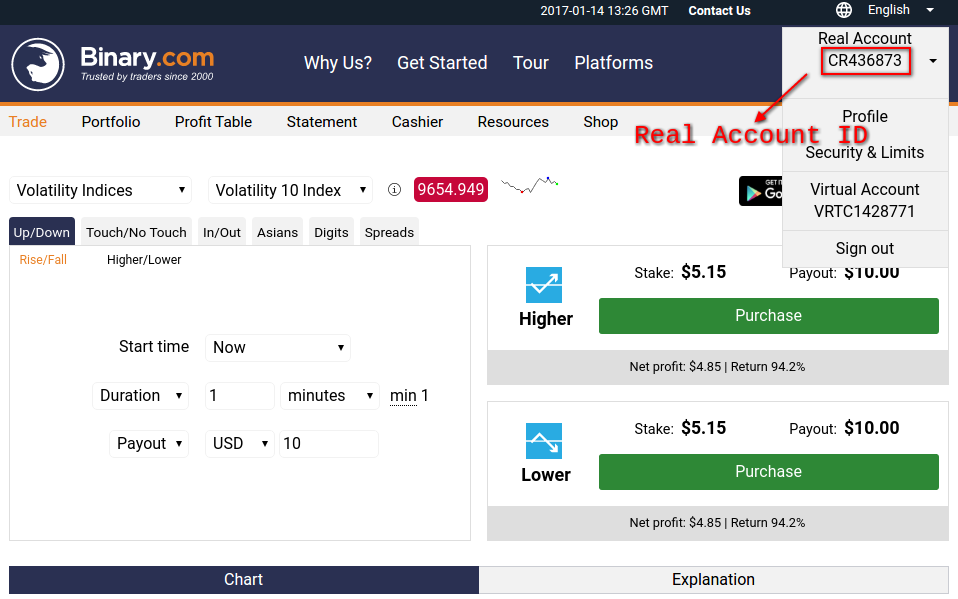 2017-01-14 13:26 GMT Contact Us English
Binary.com
Trusted by traders since 2000
Why Us? Get Started Tour Platforms
Real Account
CR436873
Trade Portfolio Profit Table Statement Cashier Resources Shop
Real Account ID
Profile
Security & Limits
Virtual Account
VRTC1428771
Sign out
Volatility Indices Volatility 10 Index 9654.949
GET IT
Go
Up/Down Touch/No Touch In/Out Asians Digits Spreads
Rise/Fall Higher/Lower
Start time Now
Duration 1 minutes min 1
Payout USD 10
Stake: $5.15 Payout: $10.00
Higher
Purchase
Net profit: $4.85 | Return 94.2%
Stake: $5.15 Payout: $10.00
Lower
Purchase
Net profit: $4.85 | Return 94.2%
Chart Explanation